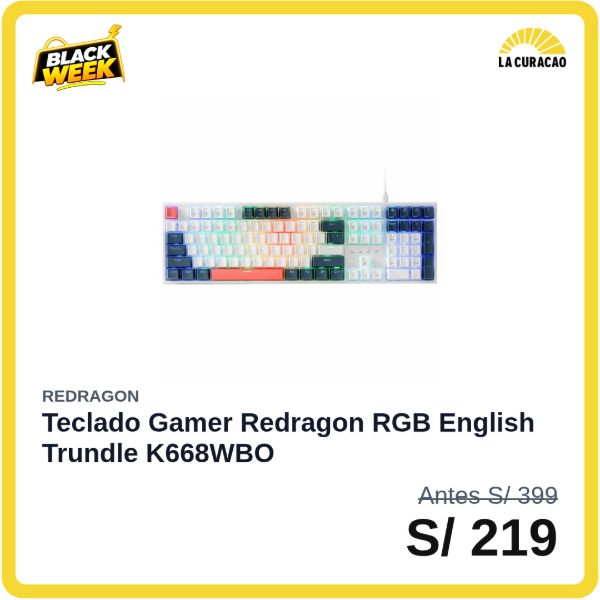 BLACK
WEEK
LA CURACAO
REDRAGON
Teclado Gamer Redragon RGB English
Trundle K668WBO
Antes S/ 399
S/ 219